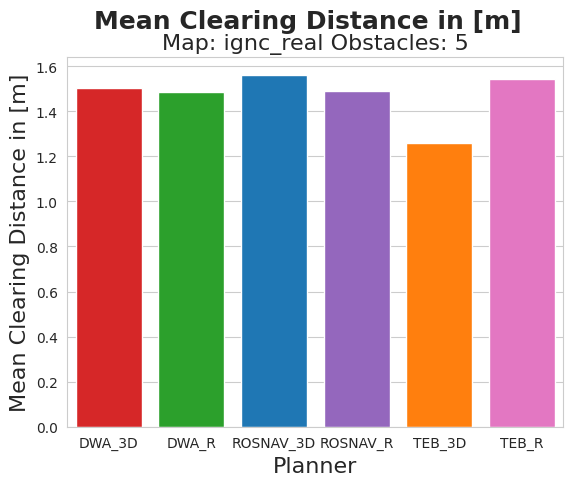 Mean Clearing Distance in [m]
Map: ignc_real Obstacles: 5
Mean Clearing Distance in [m]
1.6
1.4
1.2
1.0
0.8
0.6
0.4
0.2
0.0
DWA_3D DWA_R ROSNAV_3D ROSNAV_R TEB_3D TEB_R
Planner